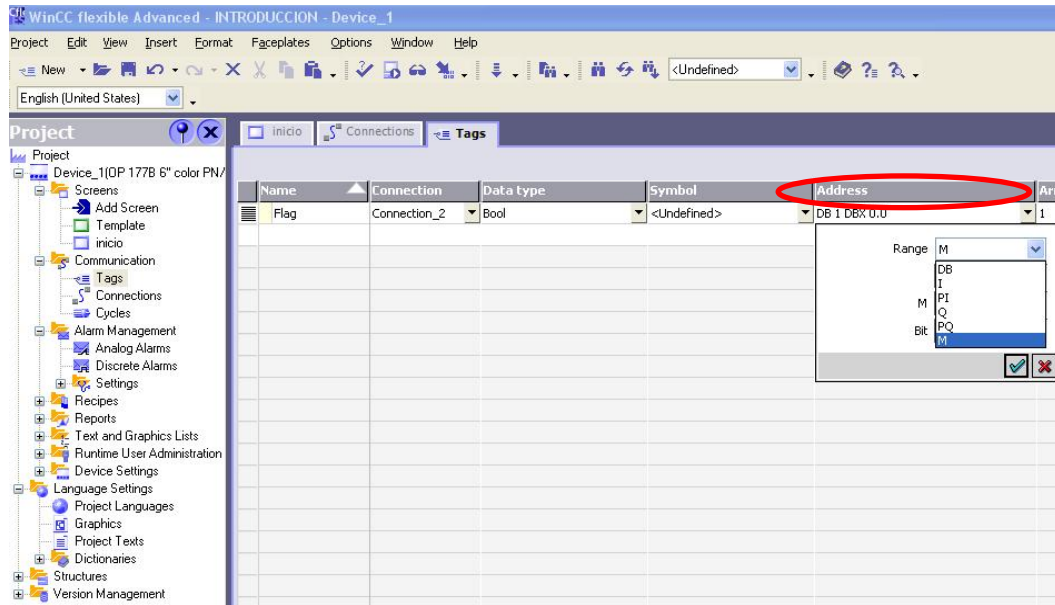 WinCC flexible Advanced - INTRODUCCION - Device_1
Project Edit View Insert Format Faceplates Options Window Help
New <Undefined>
English (United States)
Project inicio Connections Tags
Project
Device_1(OP 177B 6" color PN/
Screens
Add Screen
Template
inicio
Communication
Tags
Connections
Cycles
Alarm Management
Analog Alarms
Discrete Alarms
Settings
Recipes
Reports
Text and Graphics Lists
Runtime User Administration
Device Settings
Language Settings
Project Languages
Graphics
Project Texts
Dictionaries
Structures
Version Management
Name Connection Data type Symbol Address Arr
Flag Connection_2 Bool <Undefined> DB 1 DBX 0.0 1
Range M
DB
I
M PI
Q
Bit PQ
M